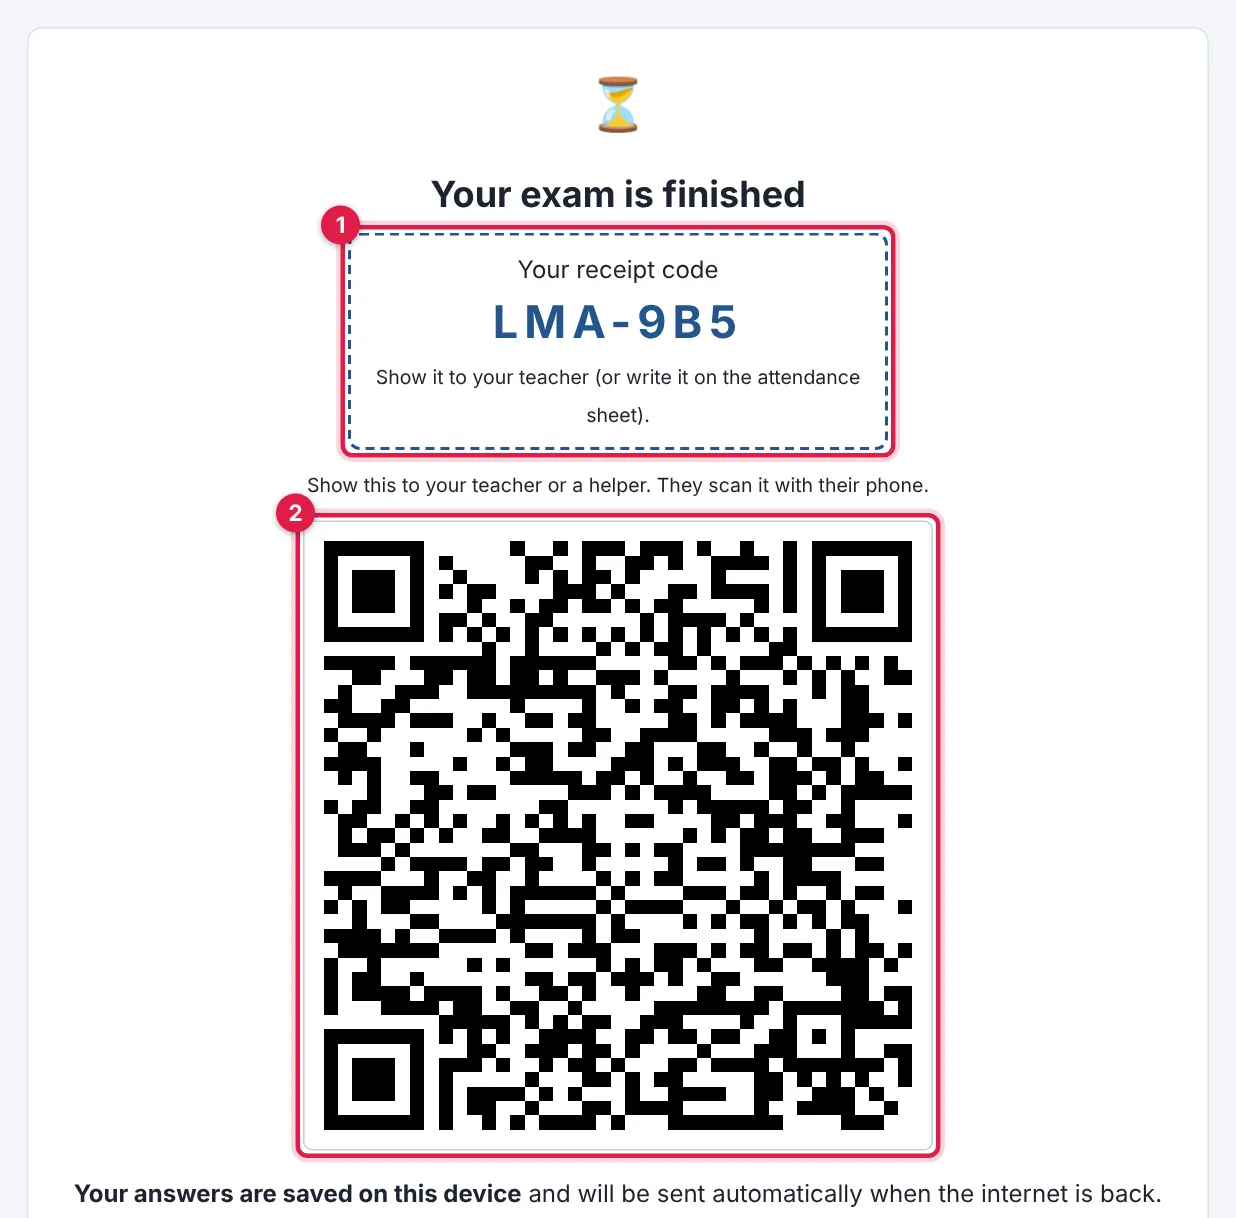 Your exam is finished
1
Your receipt code
LMA-9B5
Show it to your teacher (or write it on the attendance
sheet).
Show this to your teacher or a helper. They scan it with their phone.
2
Your answers are saved on this device and will be sent automatically when the internet is back.